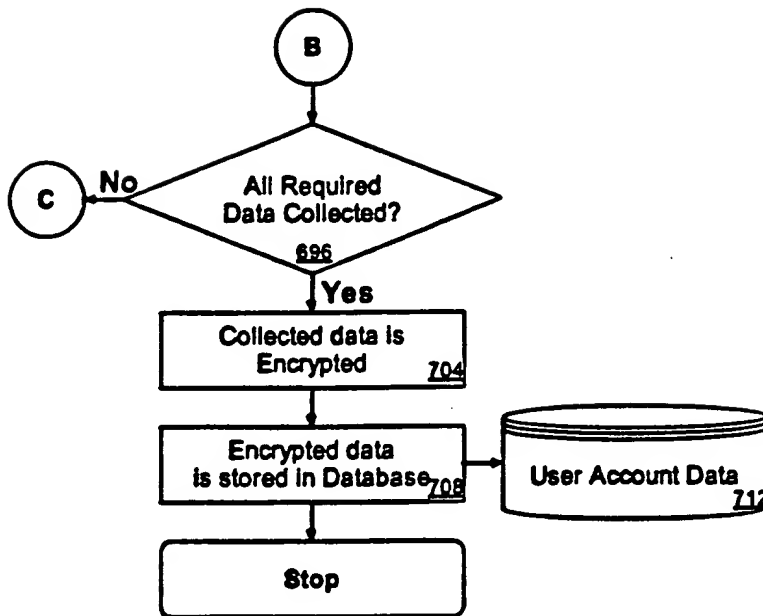 B
No
C
All Required
Data Collected?
696
Yes
Collected data is
Encrypted
704
Encrypted data
is stored in Database
708
User Account Data
712
Stop